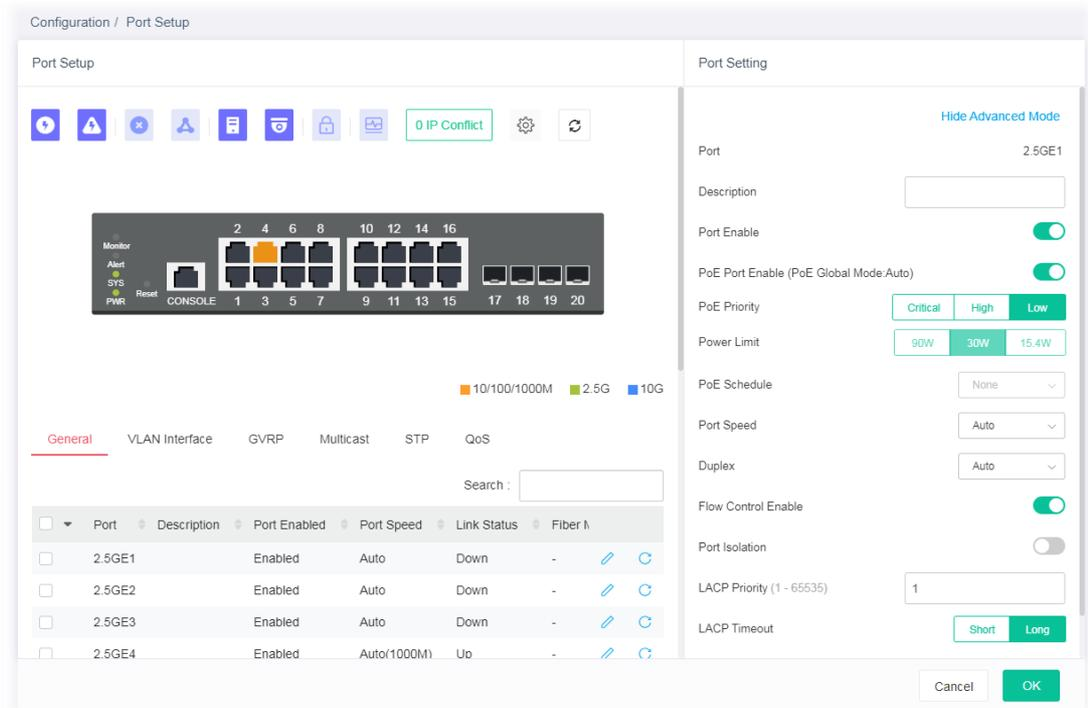 Configuration / Port Setup
Port Setup
Port Setting
0 IP Conflict
Hide Advanced Mode
Port 2.5GE1
Description
Port Enable
PoE Port Enable (PoE Global Mode:Auto)
PoE Priority Critical High Low
Power Limit 90W 30W 15.4W
PoE Schedule None
Port Speed Auto
Duplex Auto
Flow Control Enable
Port Isolation
LACP Priority (1 - 65535) 1
LACP Timeout Short Long
2 4 6 8 10 12 14 16
Monitor
Alert
SYS
PWR Reset CONSOLE 1 3 5 7 9 11 13 15 17 18 19 20
10/100/1000M 2.5G 10G
General VLAN Interface GVRP Multicast STP QoS
Search :
Port Description Port Enabled Port Speed Link Status Fiber
2.5GE1 Enabled Auto Down -
2.5GE2 Enabled Auto Down -
2.5GE3 Enabled Auto Down -
2.5GE4 Enabled Auto(1000M) Up -
Cancel OK